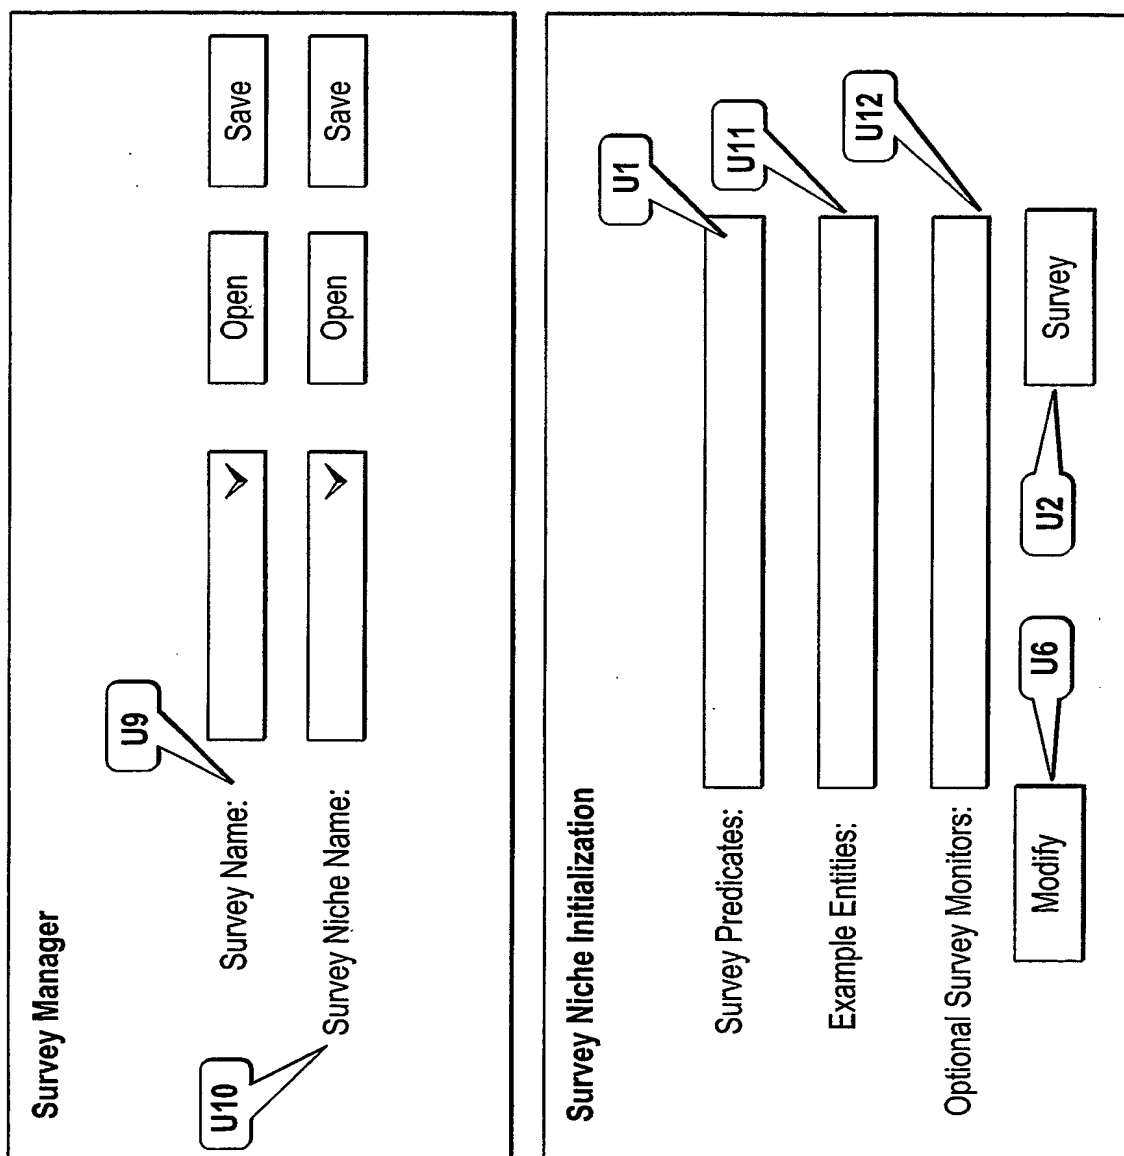 Survey Manager
U9
Survey Name:
Open
Save
U10
Survey Niche Name:
Open
Save
Survey Niche Initialization
U1
Survey Predicates:
U11
Example Entities:
U12
Optional Survey Monitors:
Modify
U6
U2
Survey